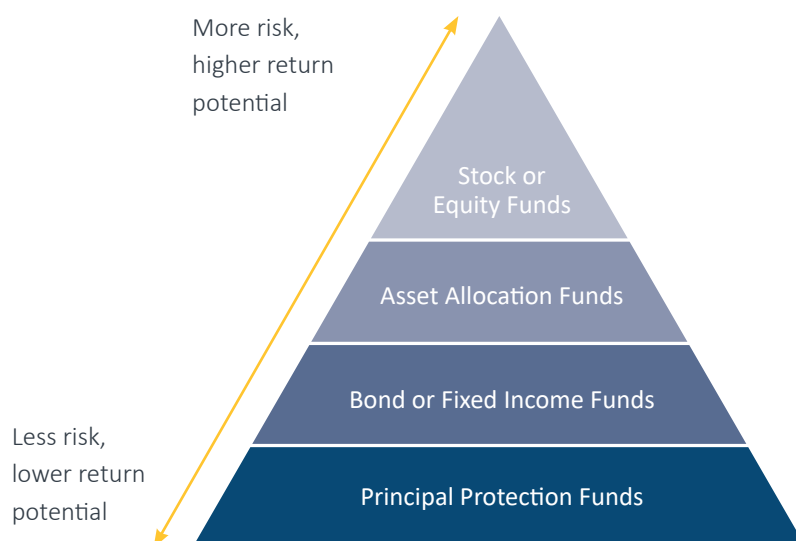 More risk,
higher return
potential
Stock or
Equity Funds
Asset Allocation Funds
Bond or Fixed Income Funds
Less risk,
lower return
potential
Principal Protection Funds